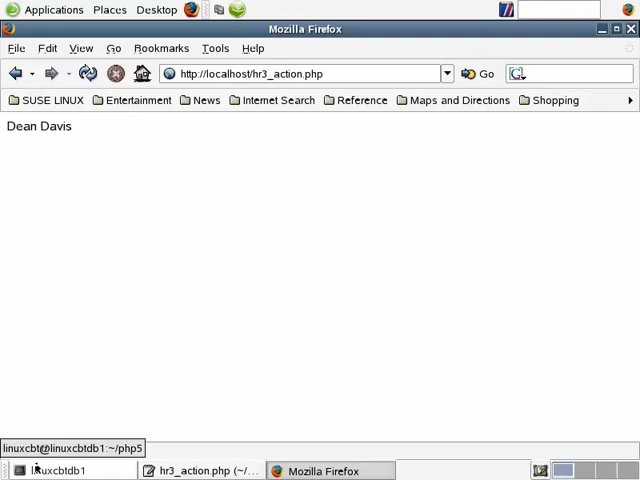 Applications Places Desktop
Mozilla Firefox
File Edit View Go Bookmarks Tools Help
http://localhost/hr3_action.php Go G
SUSE LINUX Entertainment News Internet Search Reference Maps and Directions Shopping
Dean Davis
linuxcbt@linuxcbtdb1:~/php5
linuxcbtdb1 hr3_action.php (~/... Mozilla Firefox